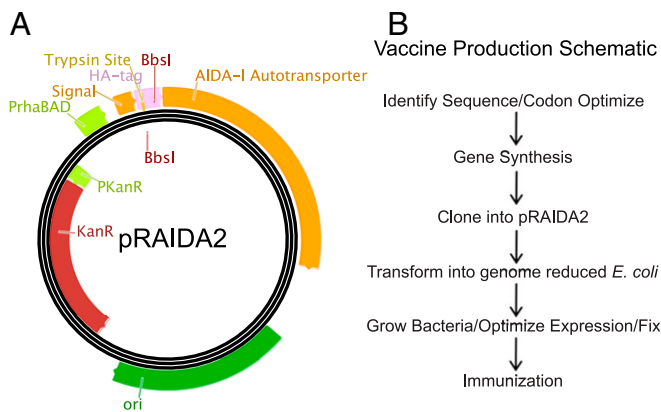 A
Trypsin Site
BbsI
HA-tag
AIDA-I Autotransporter
Signal
PrhaBAD
BbsI
PKanR
KanR
pRAIDA2
ori
B
Vaccine Production Schematic
Identify Sequence/Codon Optimize
Gene Synthesis
Clone into pRAIDA2
Transform into genome reduced E. coli
Grow Bacteria/Optimize Expression/Fix
Immunization